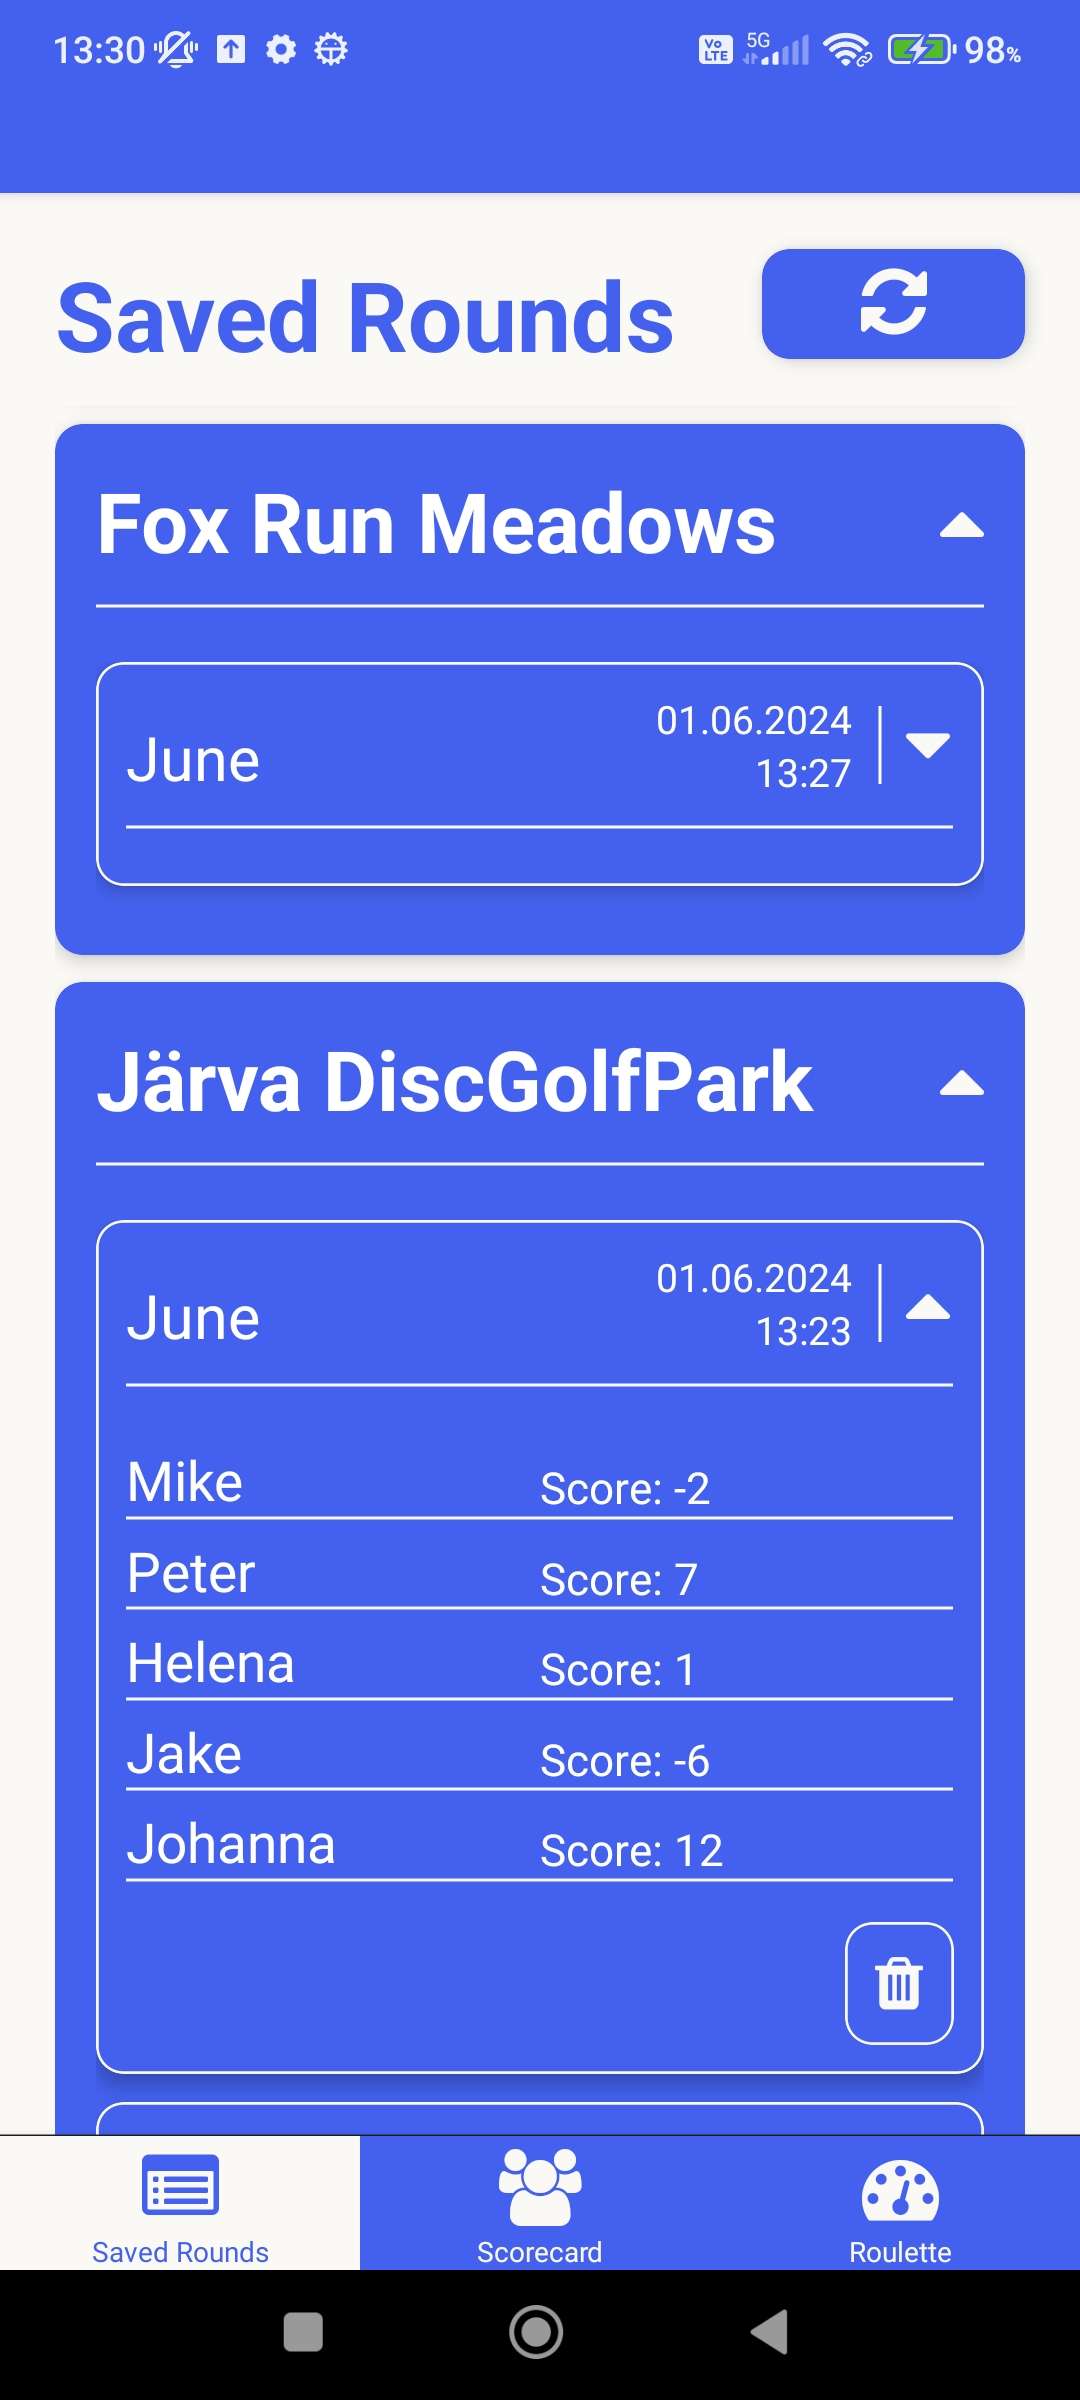 13:30
Vo LTE 5G 98%
Saved Rounds
Fox Run Meadows
June
01.06.2024
13:27
Järva DiscGolfPark
June
01.06.2024
13:23
Mike Score: -2
Peter Score: 7
Helena Score: 1
Jake Score: -6
Johanna Score: 12
Saved Rounds Scorecard Roulette